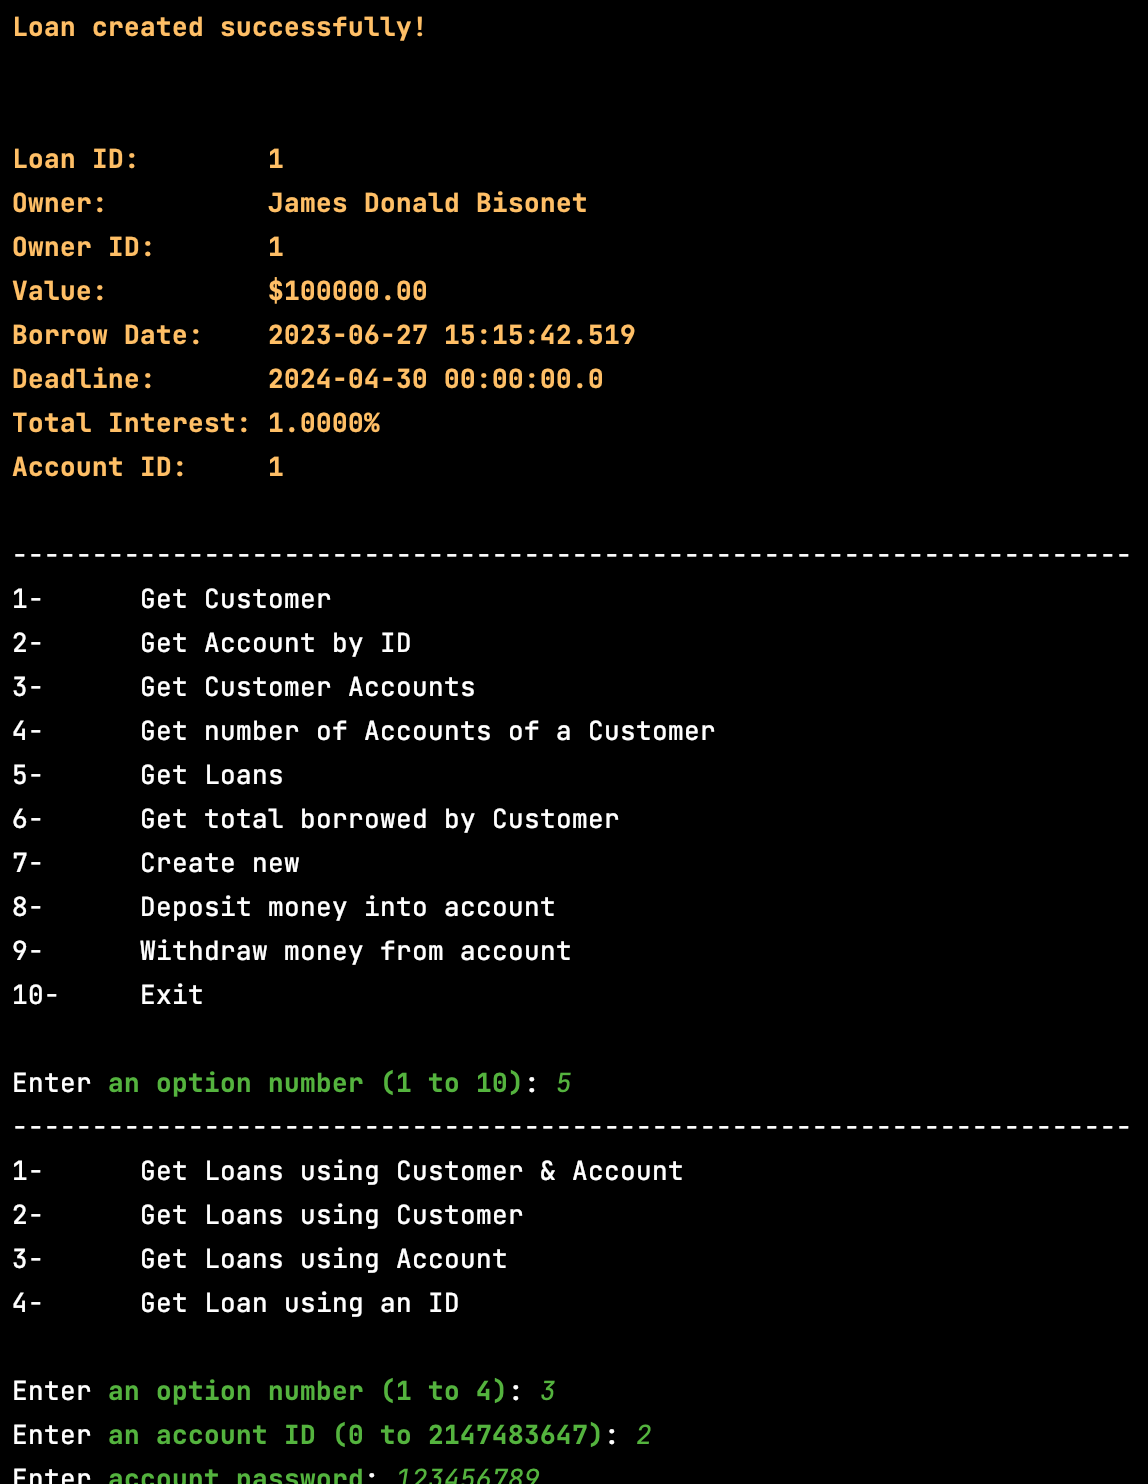 Loan created successfully!
Loan ID:        1
Owner:          James Donald Bisonet
Owner ID:       1
Value:          $100000.00
Borrow Date:    2023-06-27 15:15:42.519
Deadline:       2024-04-30 00:00:00.0
Total Interest: 1.0000%
Account ID:     1
----------------------------------------------------------------------
1-      Get Customer
2-      Get Account by ID
3-      Get Customer Accounts
4-      Get number of Accounts of a Customer
5-      Get Loans
6-      Get total borrowed by Customer
7-      Create new
8-      Deposit money into account
9-      Withdraw money from account
10-     Exit
Enter an option number (1 to 10): 5
----------------------------------------------------------------------
1-      Get Loans using Customer & Account
2-      Get Loans using Customer
3-      Get Loans using Account
4-      Get Loan using an ID
Enter an option number (1 to 4): 3
Enter an account ID (0 to 2147483647): 2
Enter account password: 123456789